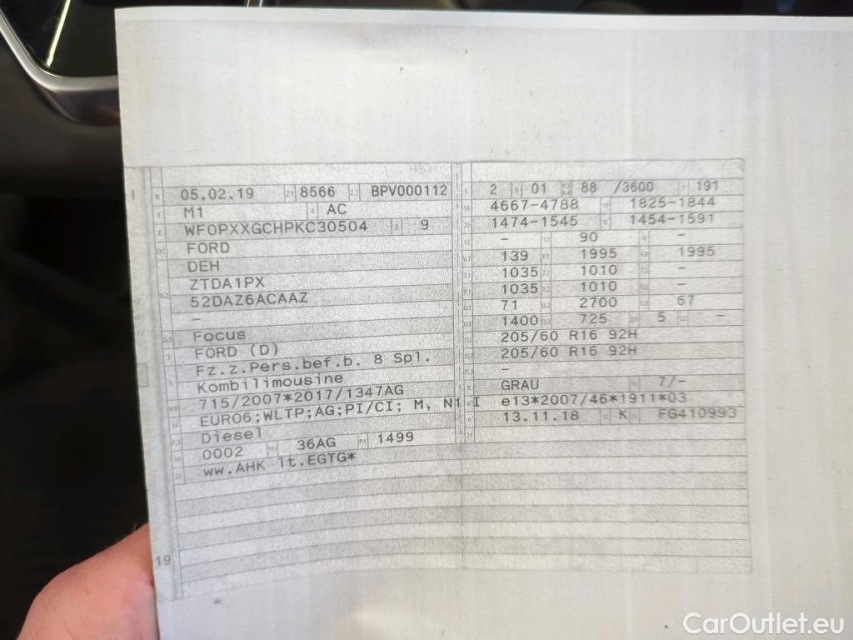 05.02.19 8566 BPV000112
M1 AC
WF0PXXGCHPKC30504 9
FORD
DEH
ZTDA1PX
52DAZ6ACAAZ
-
Focus
FORD (D)
Fz.z.Pers.bef.b. 8 Spl.
Kombilimousine
715/2007*2017/1347AG
EURO6;WLTP;AG;PI/CI; M, N1 I
Diesel
0002 36AG 1499
ww.AHK lt.EGTG*
19
2 01 88 /3600 191
4667-4788 1825-1844
1474-1545 1454-1591
- 90 -
139 1995 1995
1035 1010 -
1035 1010 -
71 2700 67
1400 725 5 -
205/60 R16 92H
205/60 R16 92H
-
GRAU 7/-
e13*2007/46*1911*03
13.11.18 K FG410993
CarOutlet.eu